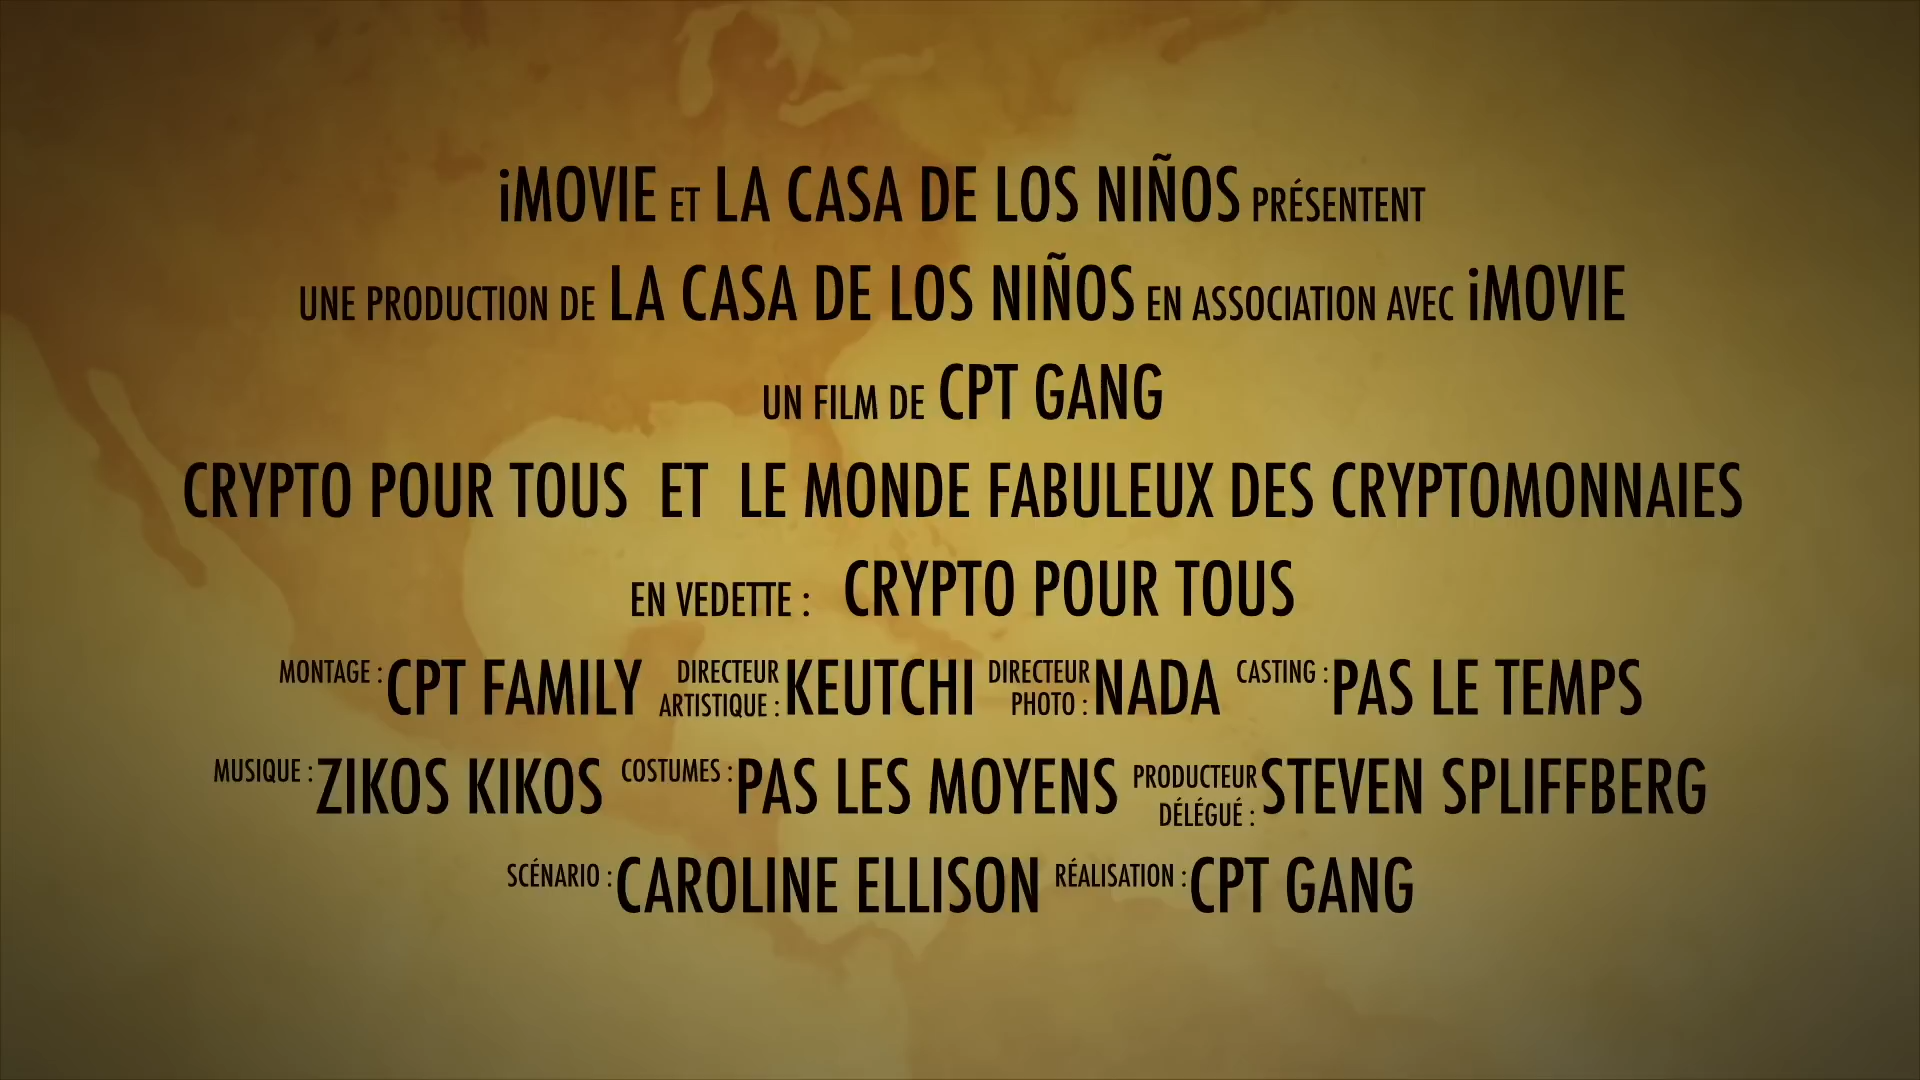 iMOVIE ET LA CASA DE LOS NIÑOS PRÉSENTENT
UNE PRODUCTION DE LA CASA DE LOS NIÑOS EN ASSOCIATION AVEC iMOVIE
UN FILM DE CPT GANG
CRYPTO POUR TOUS ET LE MONDE FABULEUX DES CRYPTOMONNAIES
EN VEDETTE : CRYPTO POUR TOUS
MONTAGE : CPT FAMILY DIRECTEUR ARTISTIQUE : KEUTCHI DIRECTEUR PHOTO : NADA CASTING : PAS LE TEMPS
MUSIQUE : ZIKOS KIKOS COSTUMES : PAS LES MOYENS PRODUCTEUR DÉLÉGUÉ : STEVEN SPLIFFBERG
SCÉNARIO : CAROLINE ELLISON RÉALISATION : CPT GANG